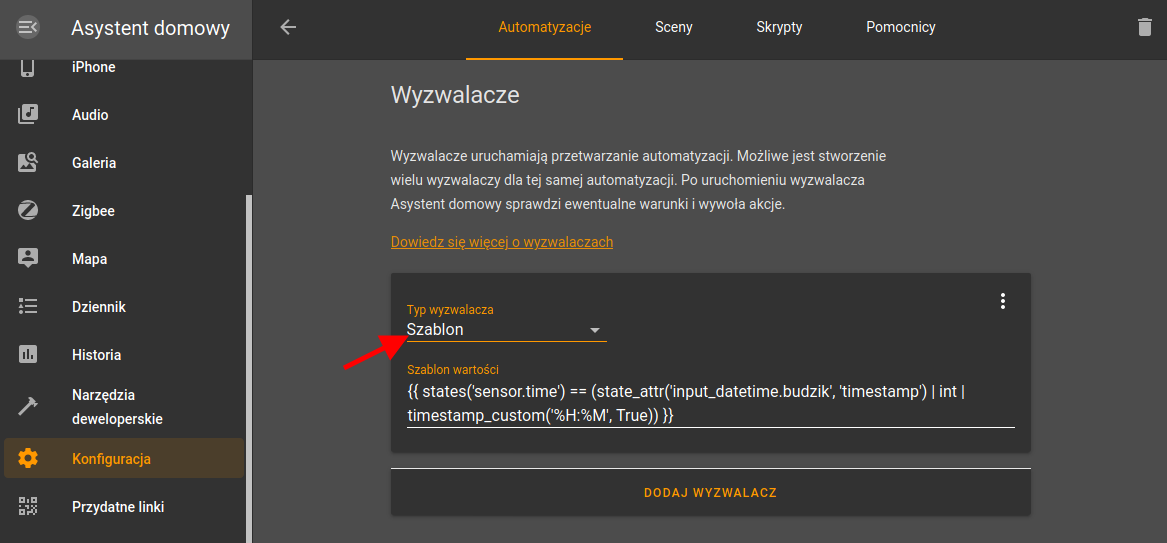 Asystent domowy
Automatyzacje
Sceny
Skrypty
Pomocnicy
iPhone
Audio
Galeria
Zigbee
Mapa
Dziennik
Historia
Narzędzia
deweloperskie
Konfiguracja
Przydatne linki
Wyzwalacze
Wyzwalacze uruchamiają przetwarzanie automatyzacji. Możliwe jest stworzenie
wielu wyzwalaczy dla tej samej automatyzacji. Po uruchomieniu wyzwalacza
Asystent domowy sprawdzi ewentualne warunki i wywoła akcje.
Dowiedz się więcej o wyzwalaczach
Typ wyzwalacza
Szablon
Szablon wartości
{{ states('sensor.time') == (state_attr('input_datetime.budzik', 'timestamp') | int |
timestamp_custom('%H:%M', True)) }}
DODAJ WYZWALACZ